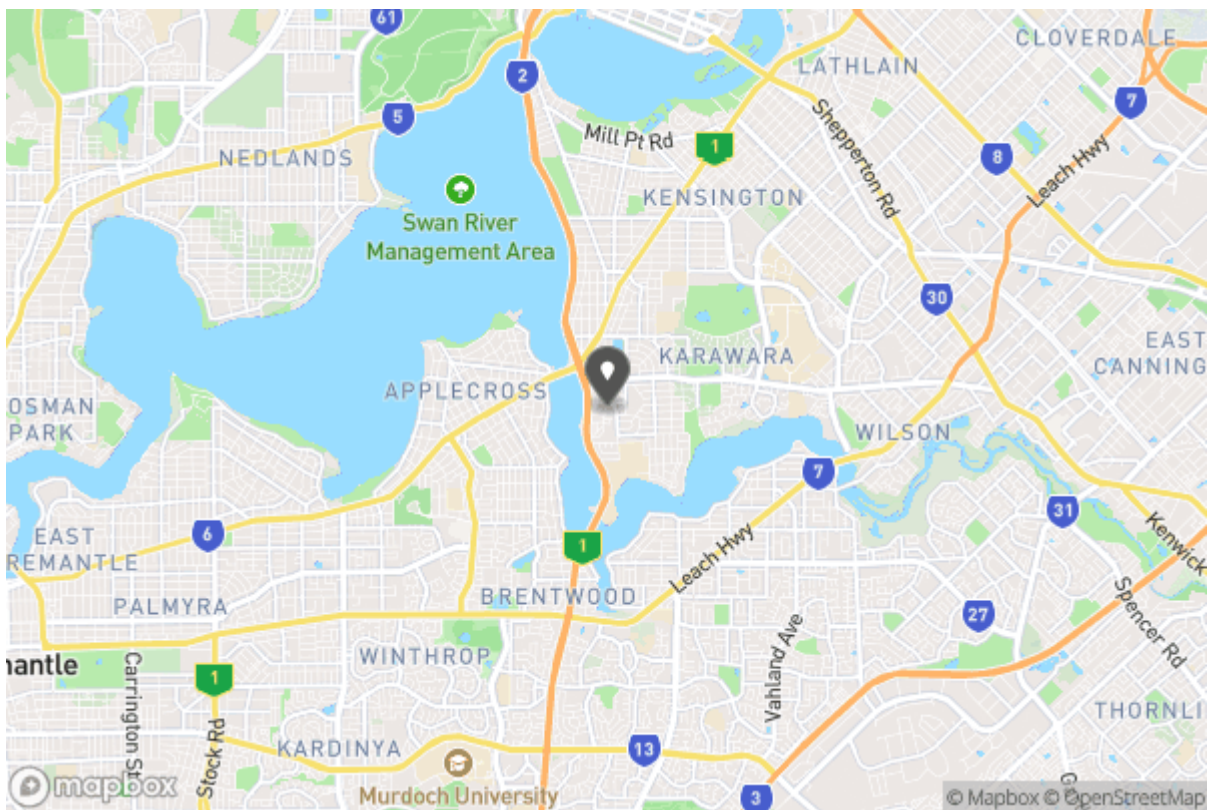 61
CLOVERDALE
2
LATHLAIN
7
5
Mill Pt Rd
1
Shepperton Rd
8
Leach Hwy
NEDLANDS
KENSINGTON
Swan River
Management Area
30
EAST
CANNING
KARAWARA
APPLECROSS
OSMAN
PARK
WILSON
7
31
6
1
EAST
REMANTLE
Leach Hwy
Kenwick
BRENTWOOD
PALMYRA
27
Spencer Rd
WINTHROP
Vahland Ave
mantle
Carrington St
1
Stock Rd
THORNLI
KARDINYA
13
Murdoch University
3
G
mapbox
© Mapbox © OpenStreetMap